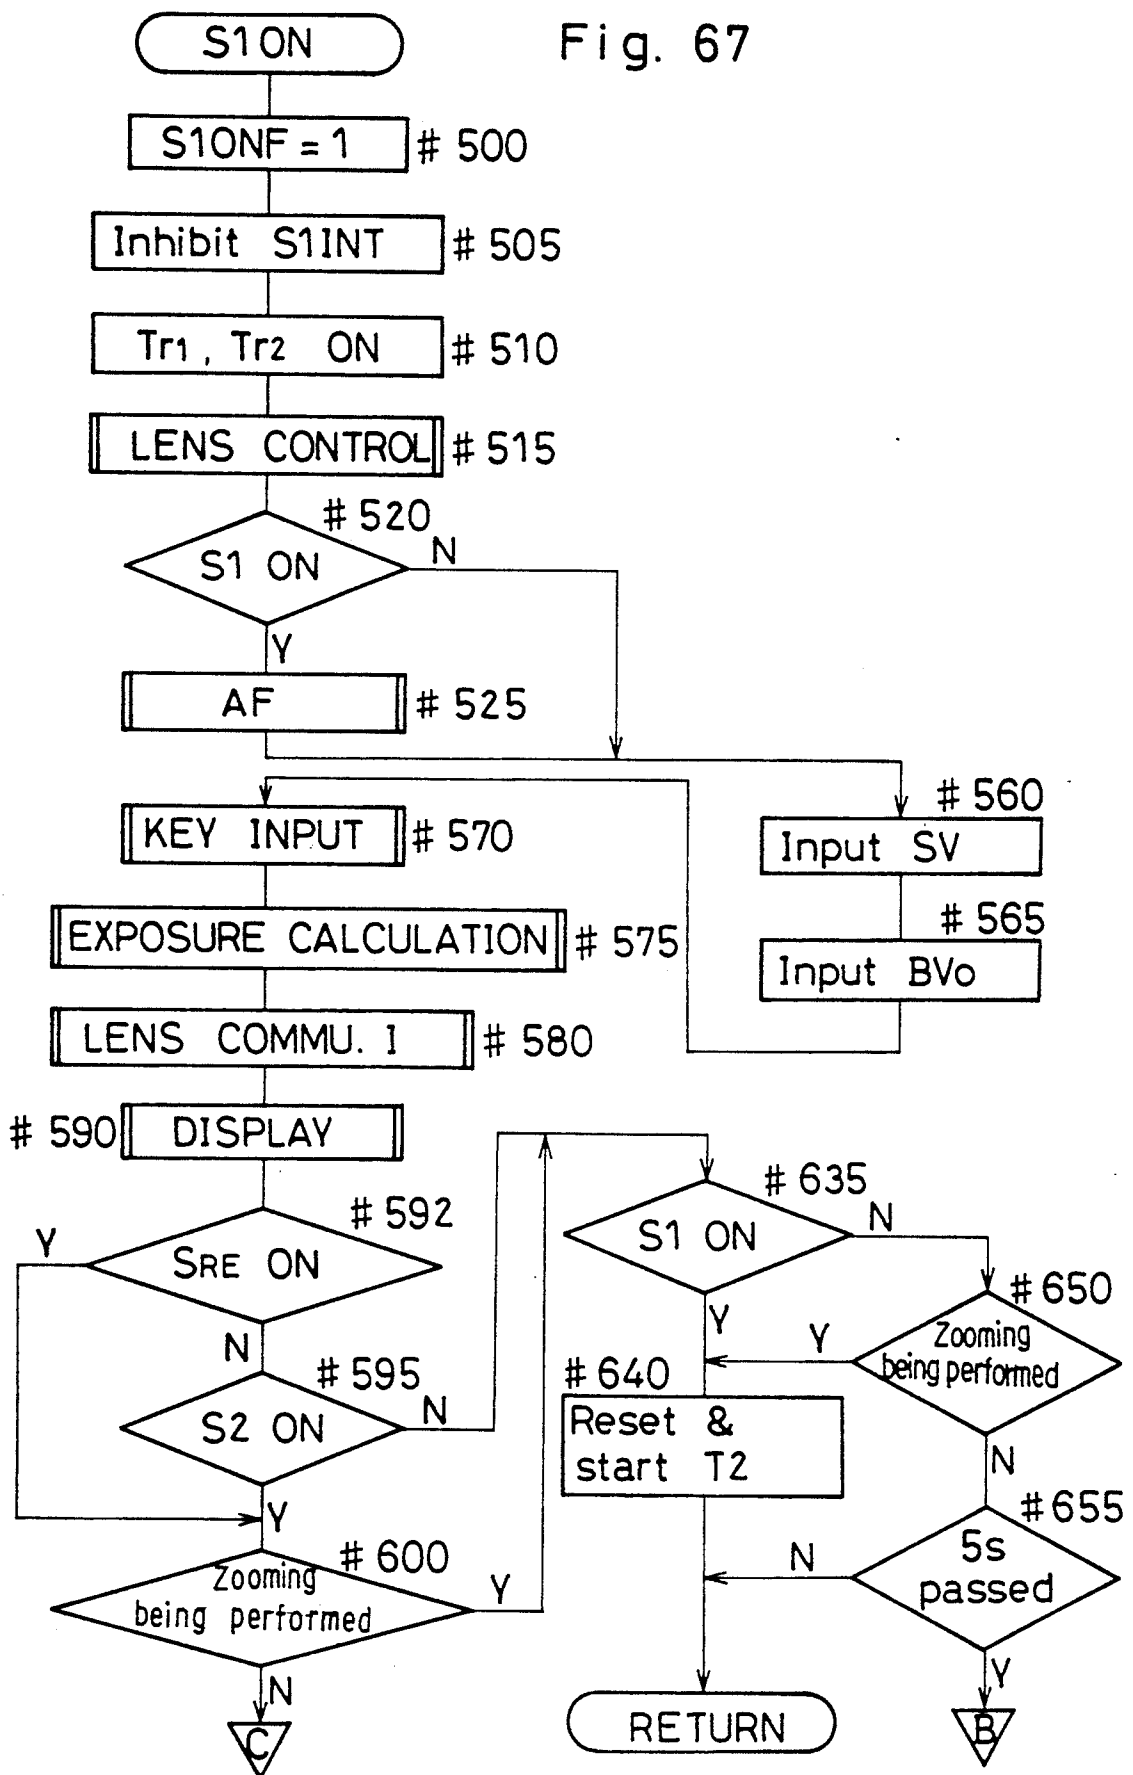 Fig. 67
S1ON
S1ONF = 1
# 500
Inhibit S1INT
# 505
Tr1, Tr2 ON
# 510
LENS CONTROL
# 515
# 520
S1 ON
N
Y
AF
# 525
# 560
Input SV
# 565
Input BVo
KEY INPUT
# 570
EXPOSURE CALCULATION
# 575
LENS COMMU. I
# 580
# 590
DISPLAY
# 592
Y
SRE ON
N
# 595
S2 ON
N
Y
# 600
Zooming
being performed
Y
N
C
# 635
S1 ON
N
Y
# 650
Zooming
being performed
Y
N
# 640
Reset &
start T2
# 655
5s
passed
N
Y
RETURN
B